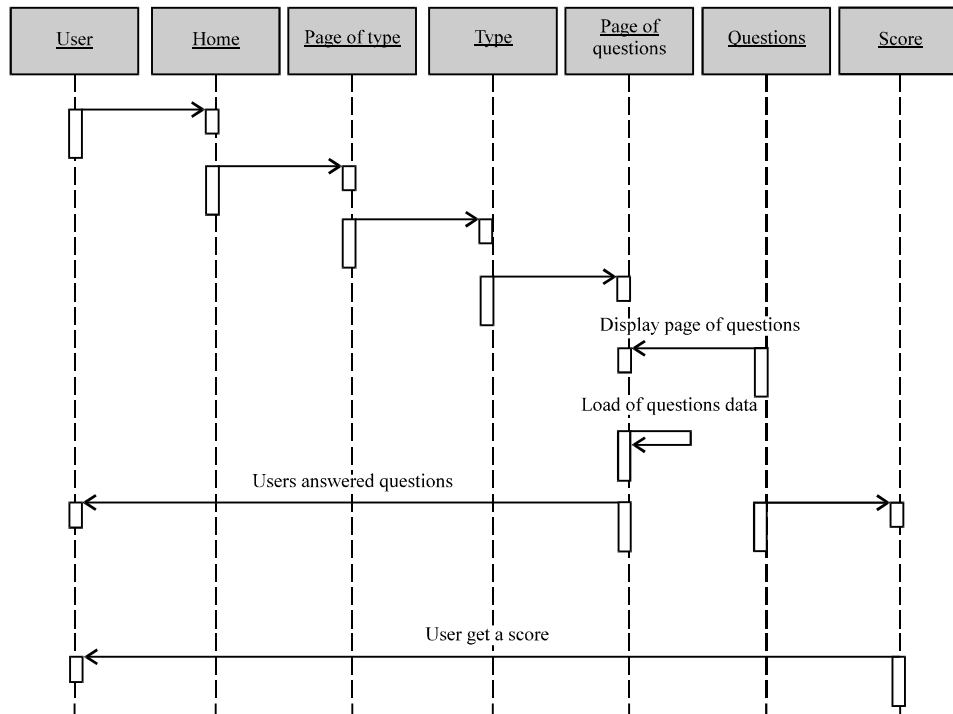 User
Home
Page of type
Type
Page of
questions
Questions
Score
Display page of questions
Load of questions data
Users answered questions
User get a score